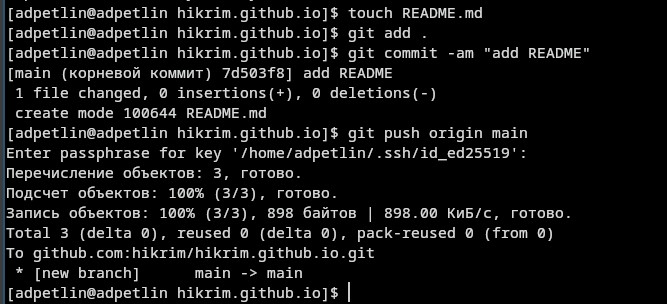 [adpetlin@adpetlin hikrim.github.io]$ touch README.md
[adpetlin@adpetlin hikrim.github.io]$ git add .
[adpetlin@adpetlin hikrim.github.io]$ git commit -am "add README"
[main (корневой коммит) 7d503f8] add README
 1 file changed, 0 insertions(+), 0 deletions(-)
 create mode 100644 README.md
[adpetlin@adpetlin hikrim.github.io]$ git push origin main
Enter passphrase for key '/home/adpetlin/.ssh/id_ed25519':
Перечисление объектов: 3, готово.
Подсчет объектов: 100% (3/3), готово.
Запись объектов: 100% (3/3), 898 байтов | 898.00 КиБ/с, готово.
Total 3 (delta 0), reused 0 (delta 0), pack-reused 0 (from 0)
To github.com:hikrim/hikrim.github.io.git
 * [new branch]      main -> main
[adpetlin@adpetlin hikrim.github.io]$